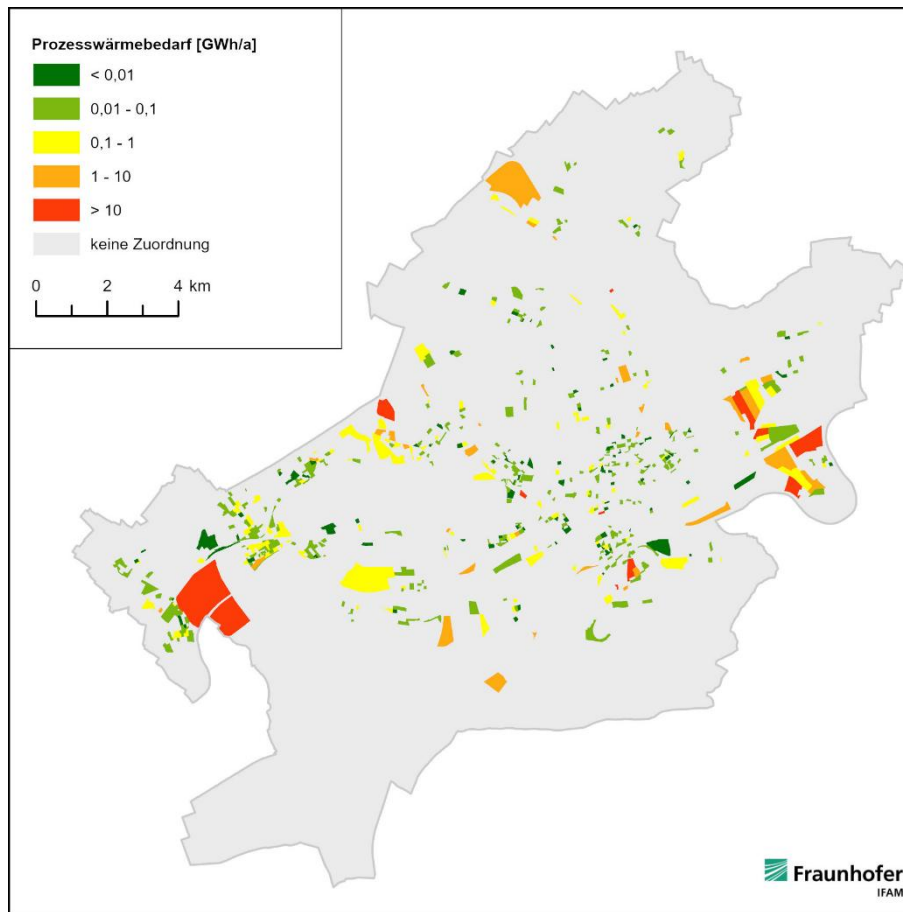 Prozesswärmebedarf [GWh/a]
< 0,01
0,01 - 0,1
0,1 - 1
1 - 10
> 10
keine Zuordnung
0 2 4 km
Fraunhofer
IFAM